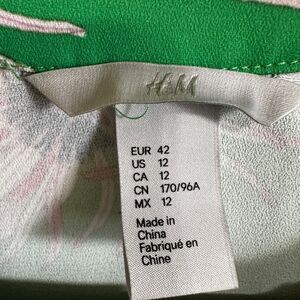 H&M
EUR 42
US 12
CA 12
CN 170/96A
MX 12
Made in
China
Fabriqué en
Chine